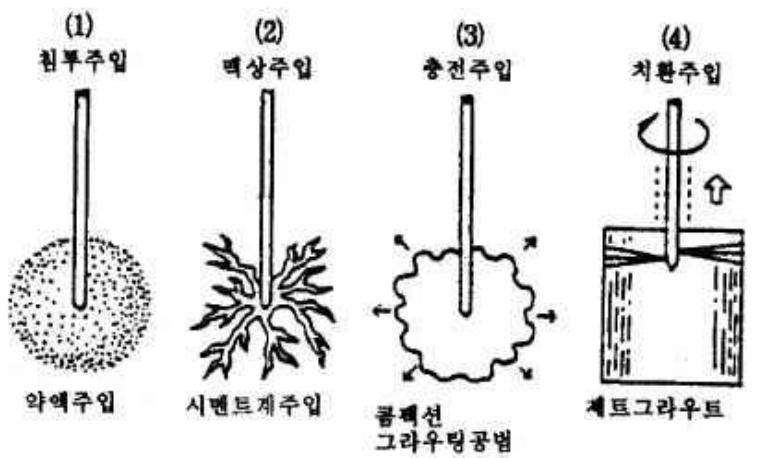 (1)
침투주입
약액주입
(2)
맥상주입
시멘트계주입
(3)
충전주입
콤팩션
그라우팅공법
(4)
치환주입
제트그라우트